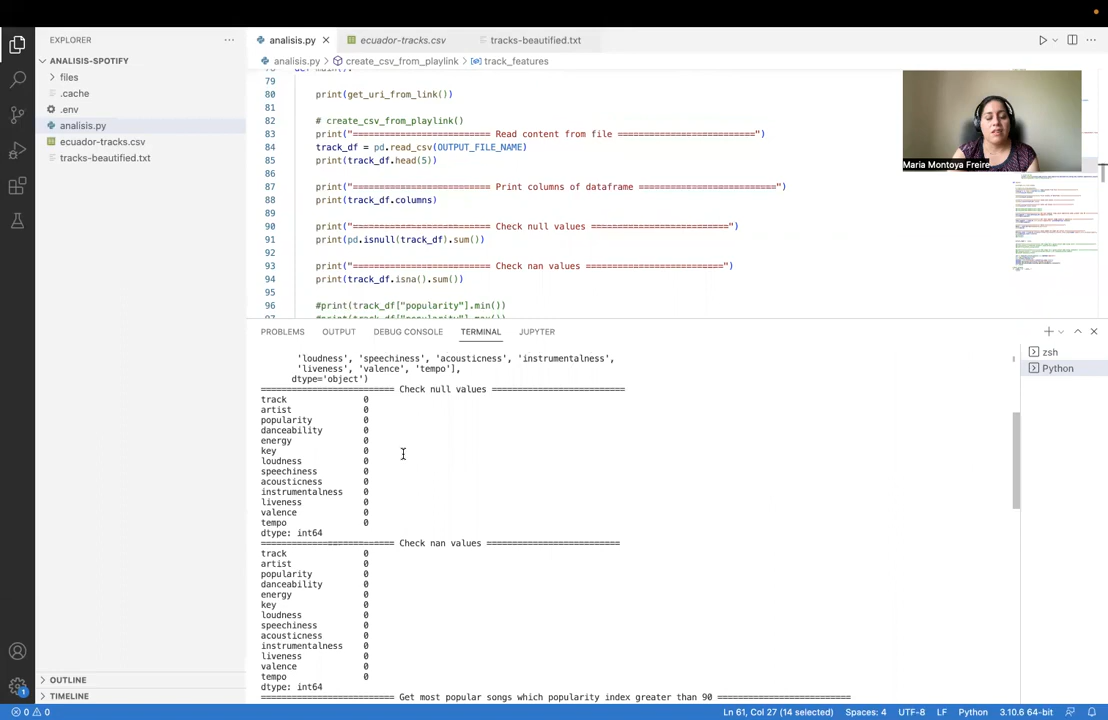 EXPLORER
ANALISIS-SPOTIFY
files
.cache
.env
analisis.py
ecuador-tracks.csv
tracks-beautified.txt
OUTLINE
TIMELINE
analisis.py
ecuador-tracks.csv
tracks-beautified.txt
analisis.py > create_csv_from_playlink > track_features
79
80 print(get_uri_from_link())
81
82 # create_csv_from_playlink()
83 print("========================== Read content from file ==========================")
84 track_df = pd.read_csv(OUTPUT_FILE_NAME)
85 print(track_df.head(5))
86
87 print("========================== Print columns of dataframe ==========================")
88 print(track_df.columns)
89
90 print("========================== Check null values ==========================")
91 print(pd.isnull(track_df).sum())
92
93 print("========================== Check nan values ==========================")
94 print(track_df.isna().sum())
95
96 #print(track_df["popularity"].min())
Maria Montoya Freire
PROBLEMS OUTPUT DEBUG CONSOLE TERMINAL JUPYTER
zsh
Python
'loudness', 'speechiness', 'acousticness', 'instrumentalness',
'liveness', 'valence', 'tempo'],
dtype='object')
========================== Check null values ==========================
track 0
artist 0
popularity 0
danceability 0
energy 0
key 0
loudness 0
speechiness 0
acousticness 0
instrumentalness 0
liveness 0
valence 0
tempo 0
dtype: int64
========================== Check nan values ==========================
track 0
artist 0
popularity 0
danceability 0
energy 0
key 0
loudness 0
speechiness 0
acousticness 0
instrumentalness 0
liveness 0
valence 0
tempo 0
dtype: int64
========================== Get most popular songs which popularity index greater than 90 ==========================
1
0 0
Ln 61, Col 27 (14 selected) Spaces: 4 UTF-8 LF Python 3.10.6 64-bit